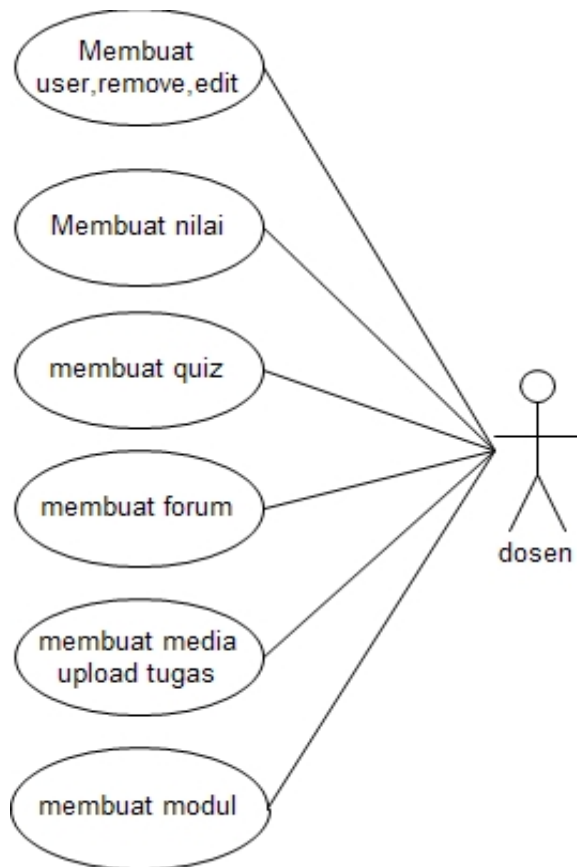 Membuat
user,remove,edit
Membuat nilai
membuat quiz
membuat forum
dosen
membuat media
upload tugas
membuat modul